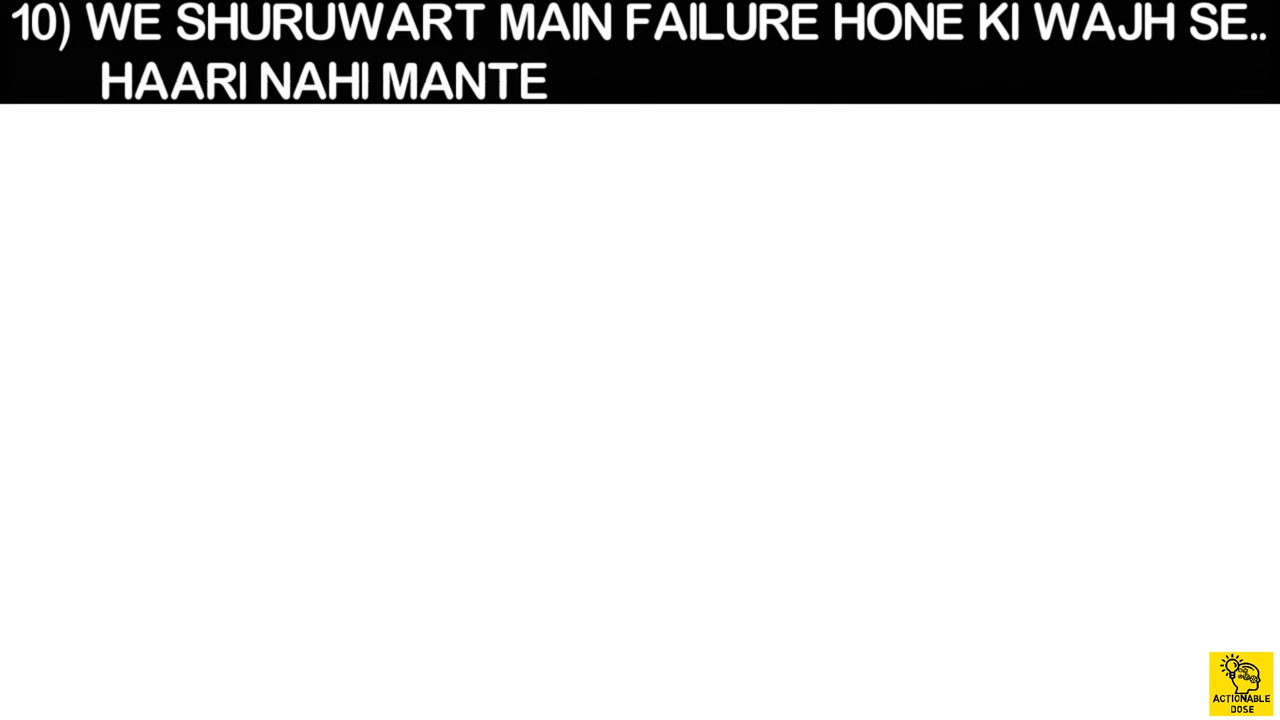 10) WE SHURUWART MAIN FAILURE HONE KI WAJH SE..
HAARI NAHI MANTE
ACTIONABLE
DOSE